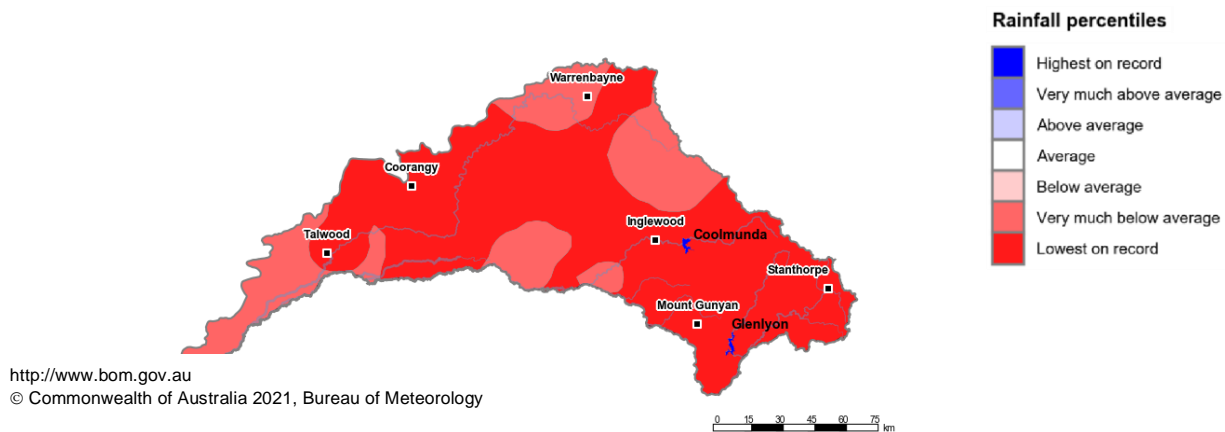 Rainfall percentiles
Highest on record
Very much above average
Above average
Average
Below average
Very much below average
Lowest on record
Warrenbayne
Coorangy
Talwood
Inglewood
Coolmunda
Stanthorpe
Mount Gunyan
Glenlyon
http://www.bom.gov.au
© Commonwealth of Australia 2021, Bureau of Meteorology
0 15 30 45 60 75
km